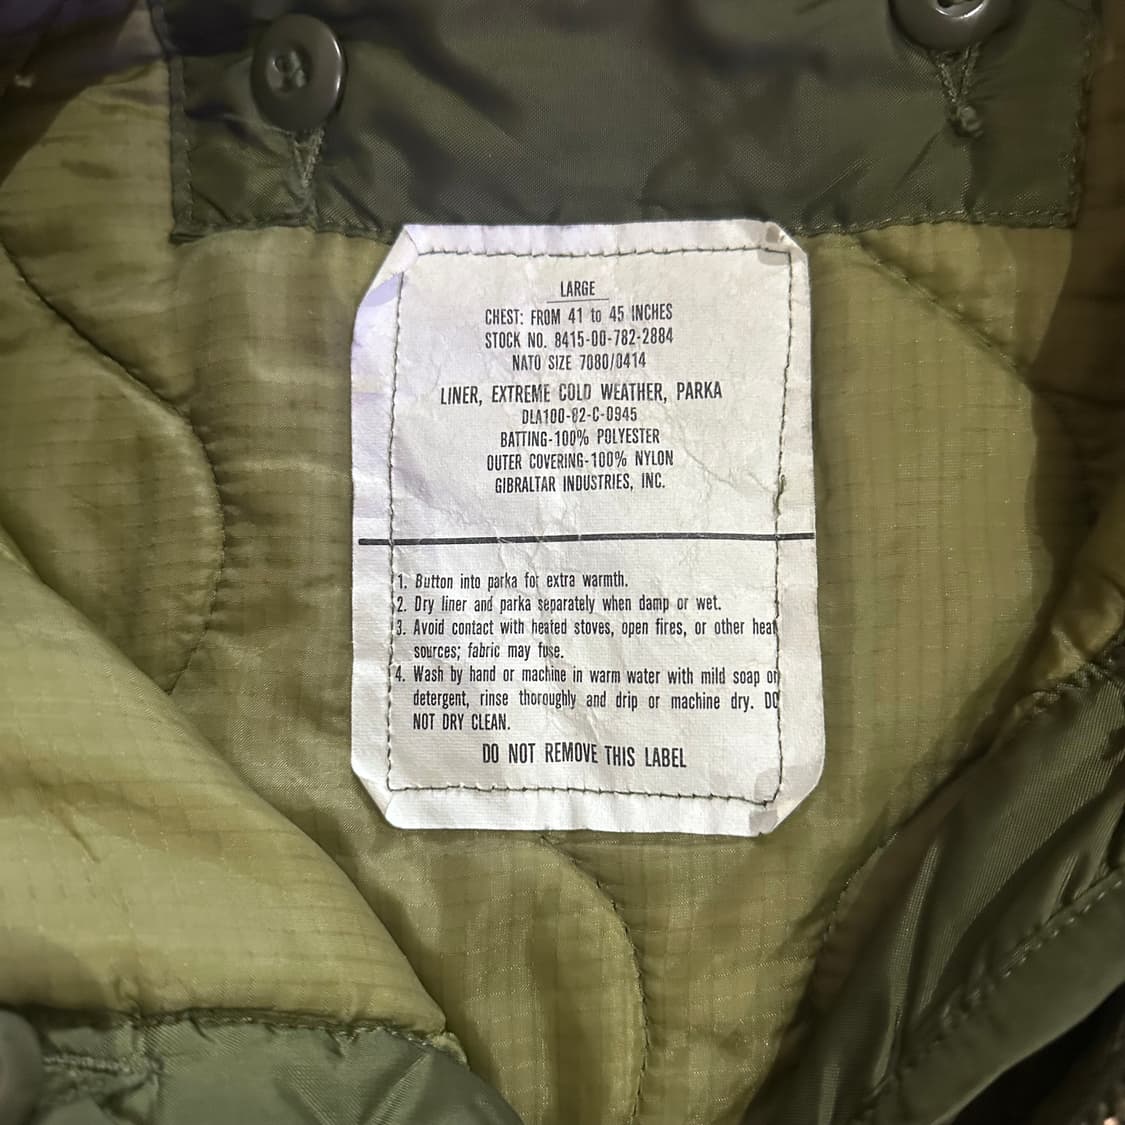 LARGE
CHEST: FROM 41 to 45 INCHES
STOCK NO. 8415-00-782-2884
NATO SIZE 7080/0414
LINER, EXTREME COLD WEATHER, PARKA
DLA100-82-C-0945
BATTING-100% POLYESTER
OUTER COVERING-100% NYLON
GIBRALTAR INDUSTRIES, INC.
1. Button into parka for extra warmth.
2. Dry liner and parka separately when damp or wet.
3. Avoid contact with heated stoves, open fires, or other heat
sources; fabric may fuse.
4. Wash by hand or machine in warm water with mild soap or
detergent, rinse thoroughly and drip or machine dry. DO
NOT DRY CLEAN.
DO NOT REMOVE THIS LABEL